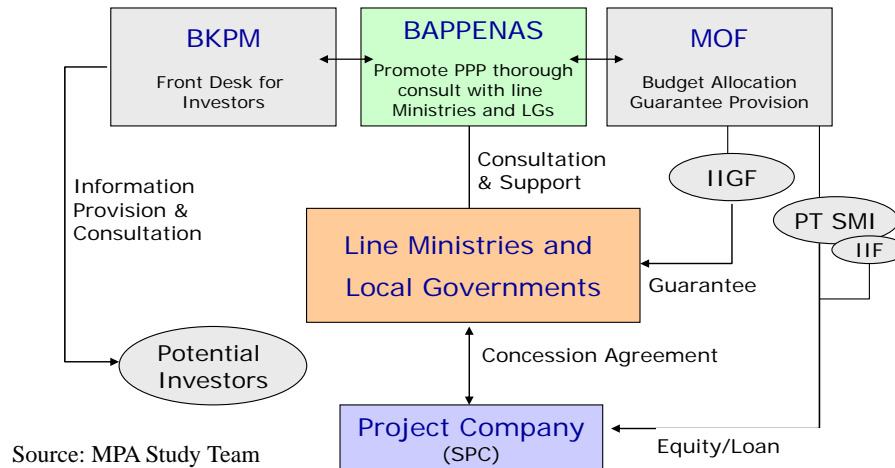 BKPM
Front Desk for
Investors
BAPPENAS
Promote PPP thorough
consult with line
Ministries and LGs
MOF
Budget Allocation
Guarantee Provision
Information
Provision &
Consultation
Consultation
& Support
IIGF
PT SMI
IIF
Line Ministries and
Local Governments
Guarantee
Potential
Investors
Concession Agreement
Project Company
(SPC)
Equity/Loan
Source: MPA Study Team